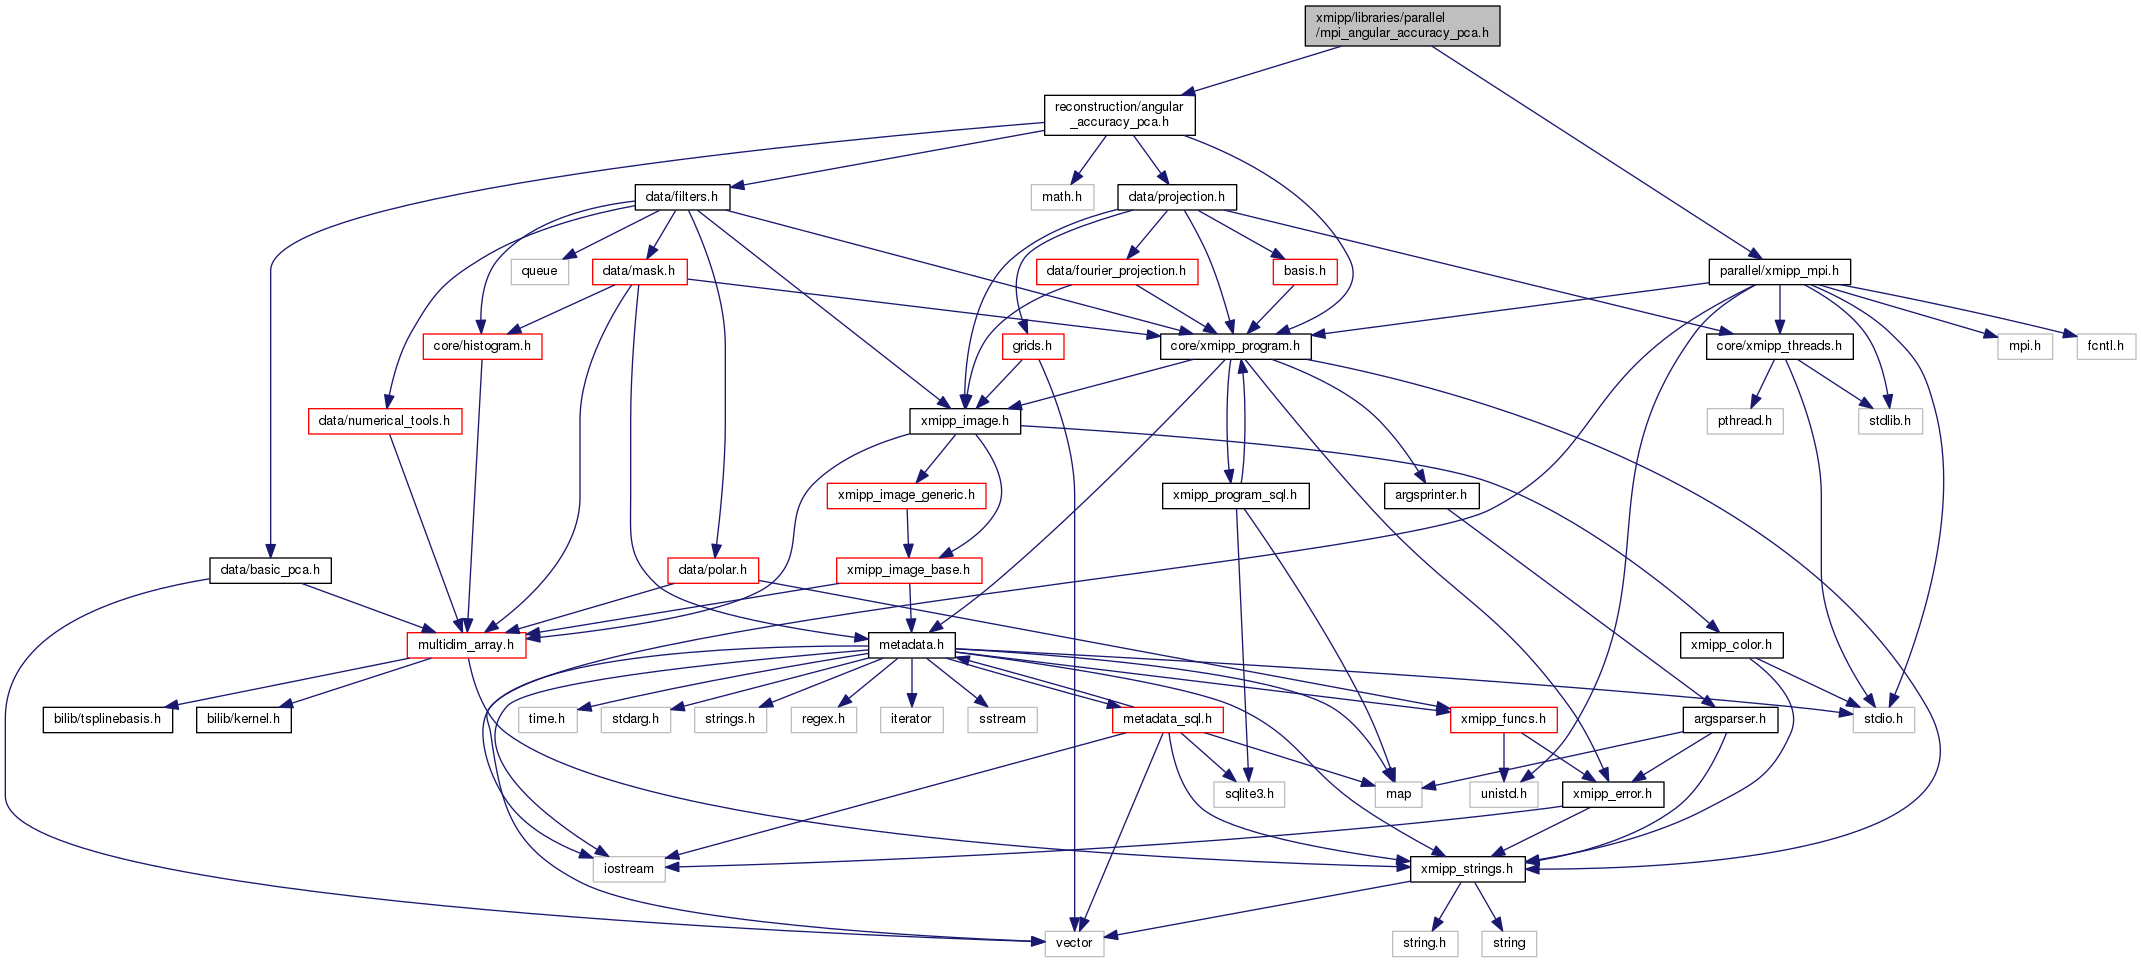 xmipp/libraries/parallel
/mpi_angular_accuracy_pca.h
reconstruction/angular
_accuracy_pca.h
data/filters.h
math.h
data/projection.h
queue
data/mask.h
data/fourier_projection.h
basis.h
parallel/xmipp_mpi.h
core/histogram.h
grids.h
core/xmipp_program.h
core/xmipp_threads.h
mpi.h
fcntl.h
data/numerical_tools.h
xmipp_image.h
pthread.h
stdlib.h
xmipp_image_generic.h
xmipp_program_sql.h
argsprinter.h
data/basic_pca.h
data/polar.h
xmipp_image_base.h
multidim_array.h
metadata.h
xmipp_color.h
bilib/tsplinebasis.h
bilib/kernel.h
time.h
stdarg.h
strings.h
regex.h
iterator
sstream
metadata_sql.h
xmipp_funcs.h
argsparser.h
stdio.h
sqlite3.h
map
unistd.h
xmipp_error.h
iostream
xmipp_strings.h
vector
string.h
string